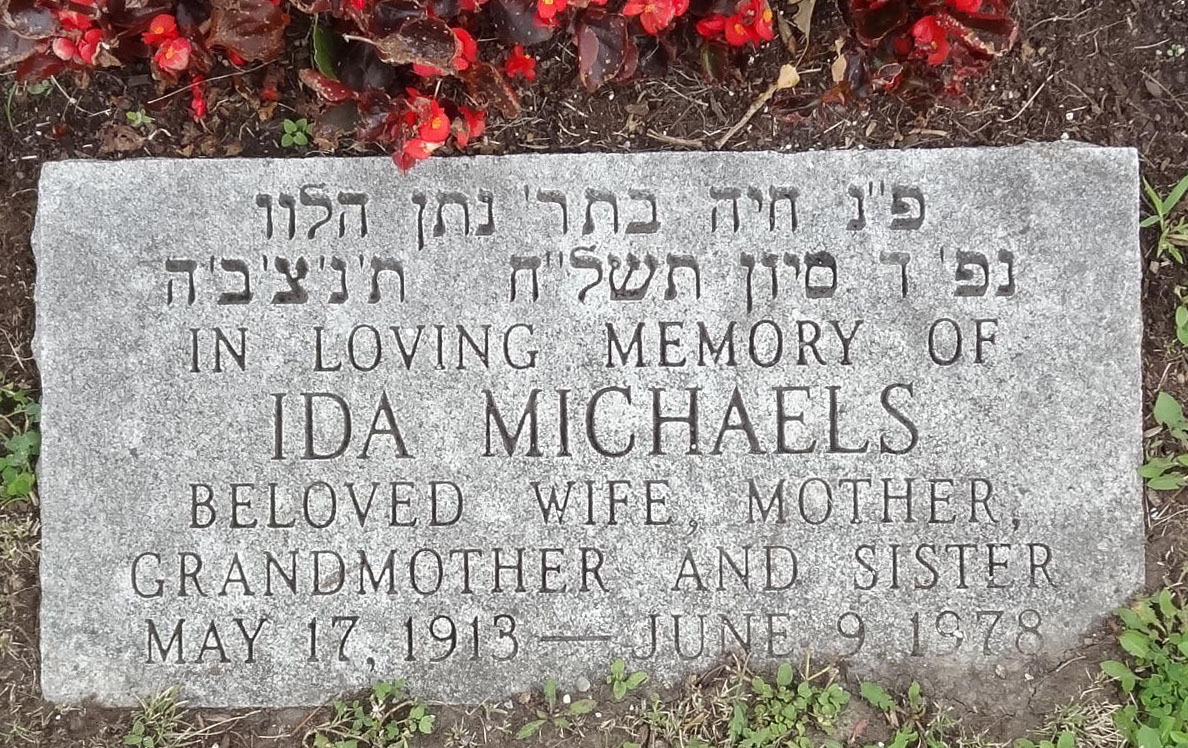 פ"נ חיה בתר' נתן הלוו
נפ' ד סיון תשל"ח ת'נ'צ'ב'ה
IN LOVING MEMORY OF
IDA MICHAELS
BELOVED WIFE, MOTHER,
GRANDMOTHER AND SISTER
MAY 17, 1913 — JUNE 9 1978